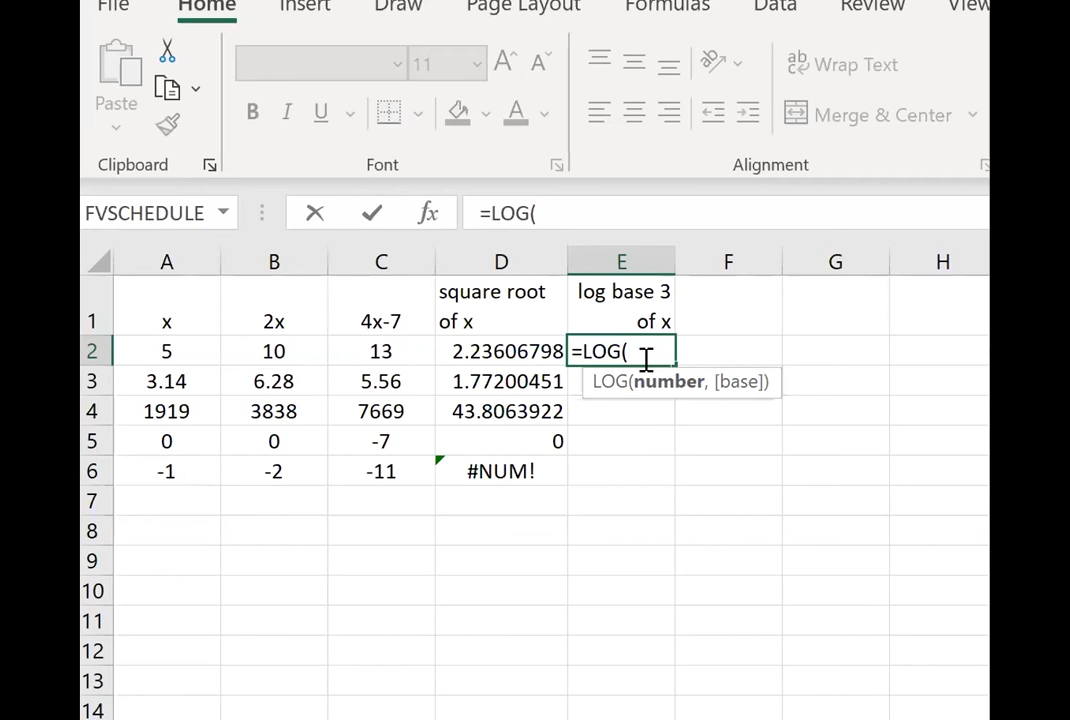 File Home Insert Draw Page Layout Formulas Data Review View
11 A A ab Wrap Text
Paste B I U A Merge & Center
Clipboard Font Alignment
FVSCHEDULE fx =LOG(
A B C D E F G H
square root log base 3
1 x 2x 4x-7 of x of x
2 5 10 13 2.23606798 =LOG(
3 3.14 6.28 5.56 1.77200451 LOG(number, [base])
4 1919 3838 7669 43.8063922
5 0 0 -7 0
6 -1 -2 -11 #NUM!
7
8
9
10
11
12
13
14